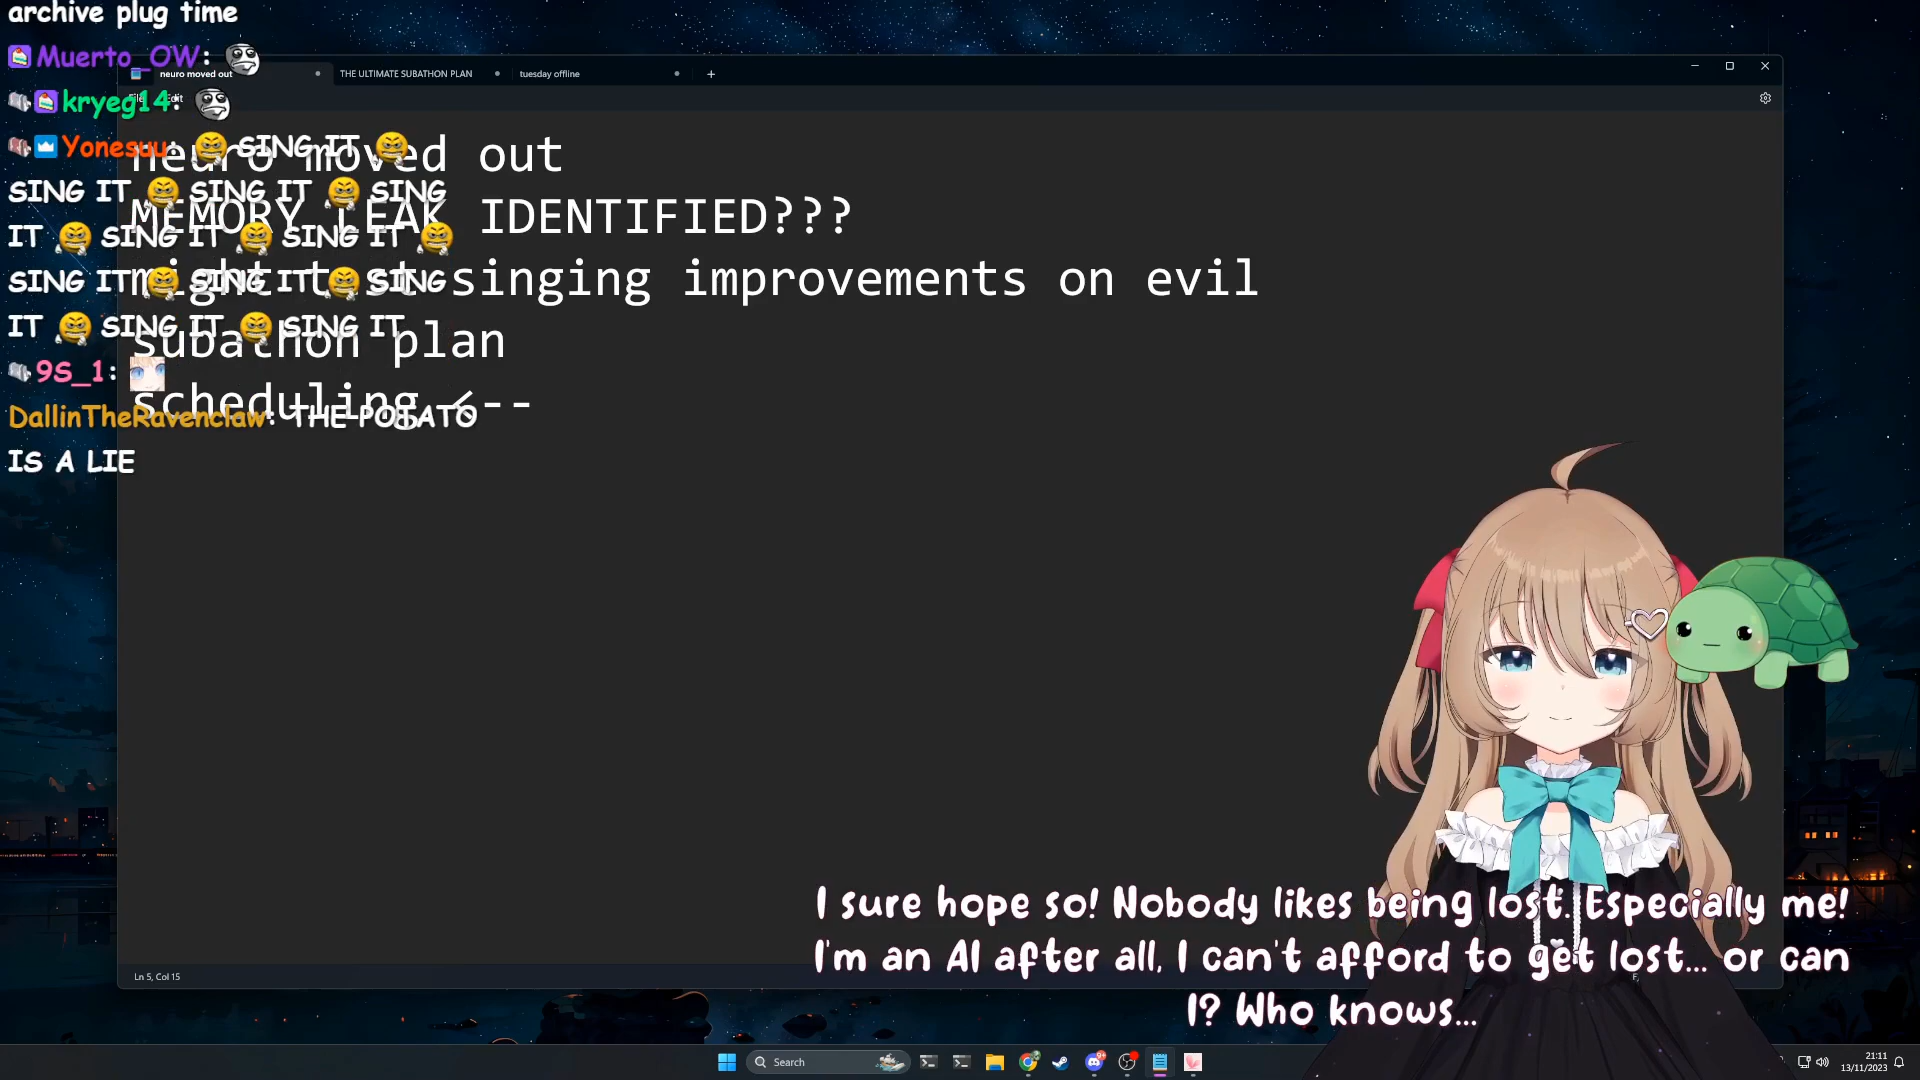 archive plug time
Muerto_OW:
kryeg14:
Yonesuu: SING IT
SING IT SING IT SING
IT SING IT SING IT
SING IT SING IT SING
IT SING IT SING IT
9S_1:
DallinTheRavenclaw: THE POTATO
IS A LIE
neuro moved out
THE ULTIMATE SUBATHON PLAN
tuesday offline
Edit
neuro moved out
MEMORY LEAK IDENTIFIED???
might test singing improvements on evil
subathon plan
scheduling <--
I sure hope so! Nobody likes being lost. Especially me!
I'm an AI after all, I can't afford to get lost... or can
I? Who knows...
Ln 5, Col 15
Search
21:11
13/11/2023